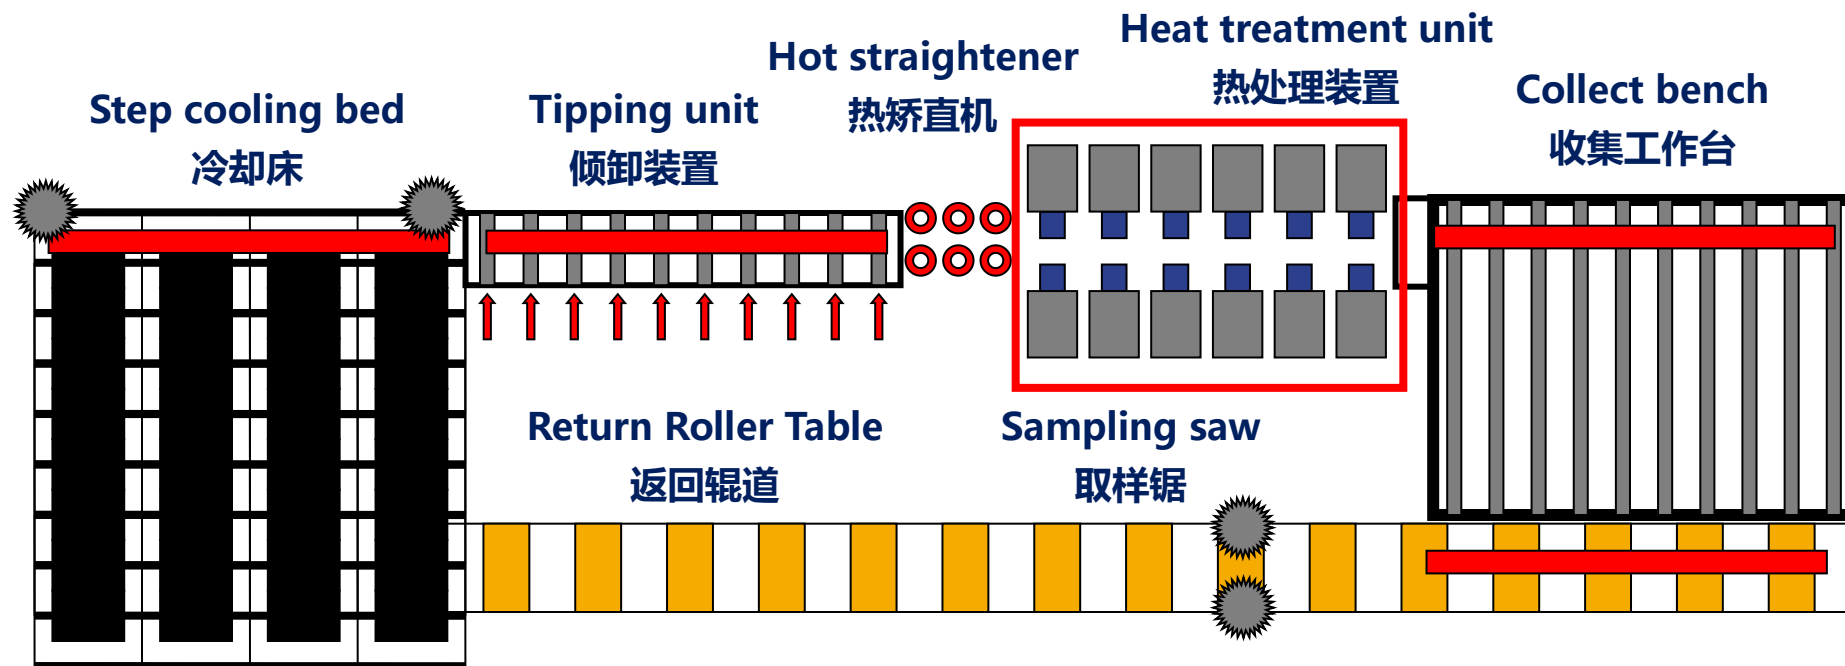 Step cooling bed
冷却床
Tipping unit
倾卸装置
Hot straightener
热矫直机
Heat treatment unit
热处理装置
Collect bench
收集工作台
Return Roller Table
返回辊道
Sampling saw
取样锯